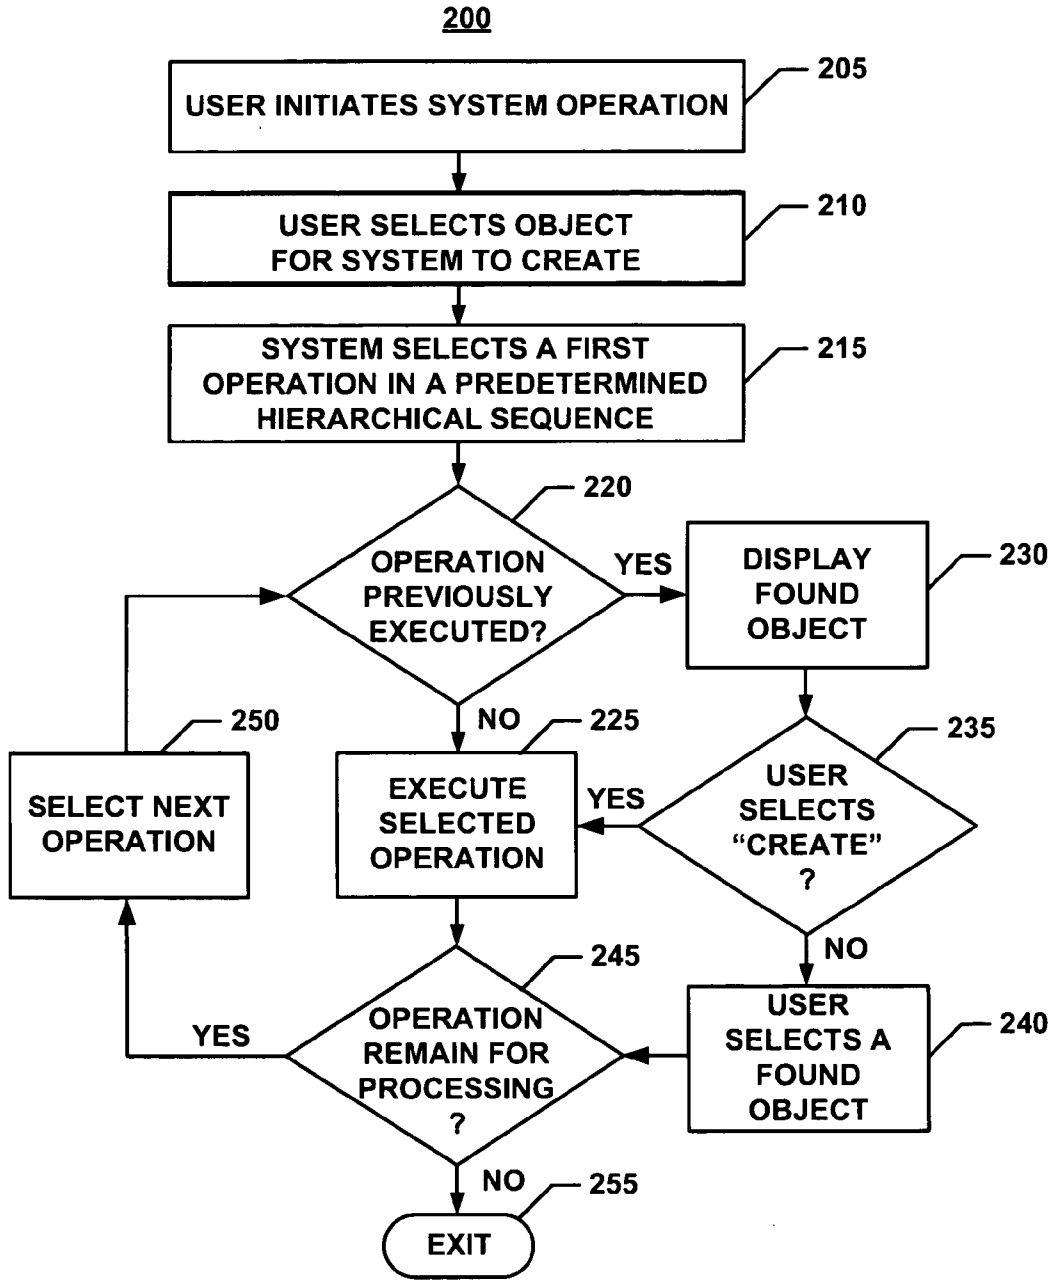 200
205
USER INITIATES SYSTEM OPERATION
210
USER SELECTS OBJECT
FOR SYSTEM TO CREATE
215
SYSTEM SELECTS A FIRST
OPERATION IN A PREDETERMINED
HIERARCHICAL SEQUENCE
220
OPERATION
PREVIOUSLY
EXECUTED?
YES
230
DISPLAY
FOUND
OBJECT
NO
250
SELECT NEXT
OPERATION
225
EXECUTE
SELECTED
OPERATION
YES
235
USER
SELECTS
“CREATE”
?
NO
245
OPERATION
REMAIN FOR
PROCESSING
?
YES
240
USER
SELECTS A
FOUND
OBJECT
NO
255
EXIT